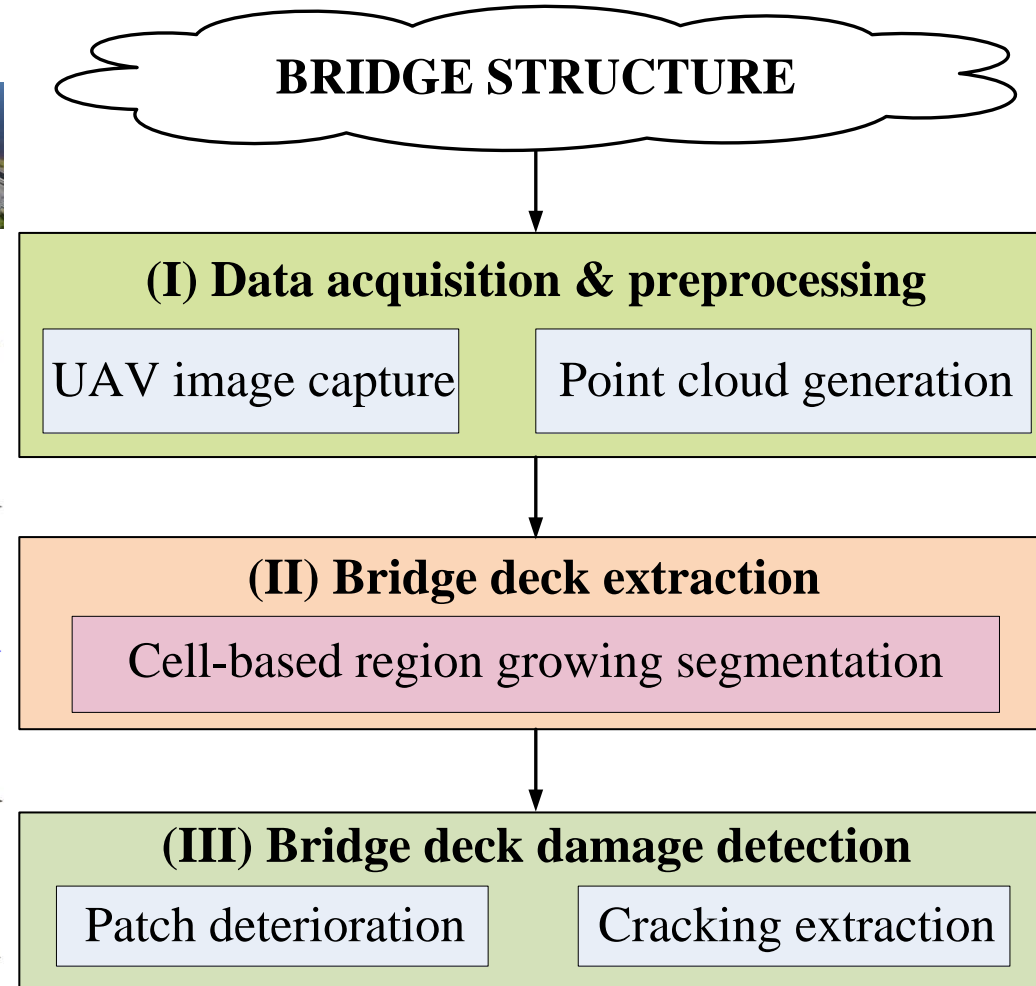 BRIDGE STRUCTURE
(I) Data acquisition & preprocessing
UAV image capture
Point cloud generation
(II) Bridge deck extraction
Cell-based region growing segmentation
(III) Bridge deck damage detection
Patch deterioration
Cracking extraction